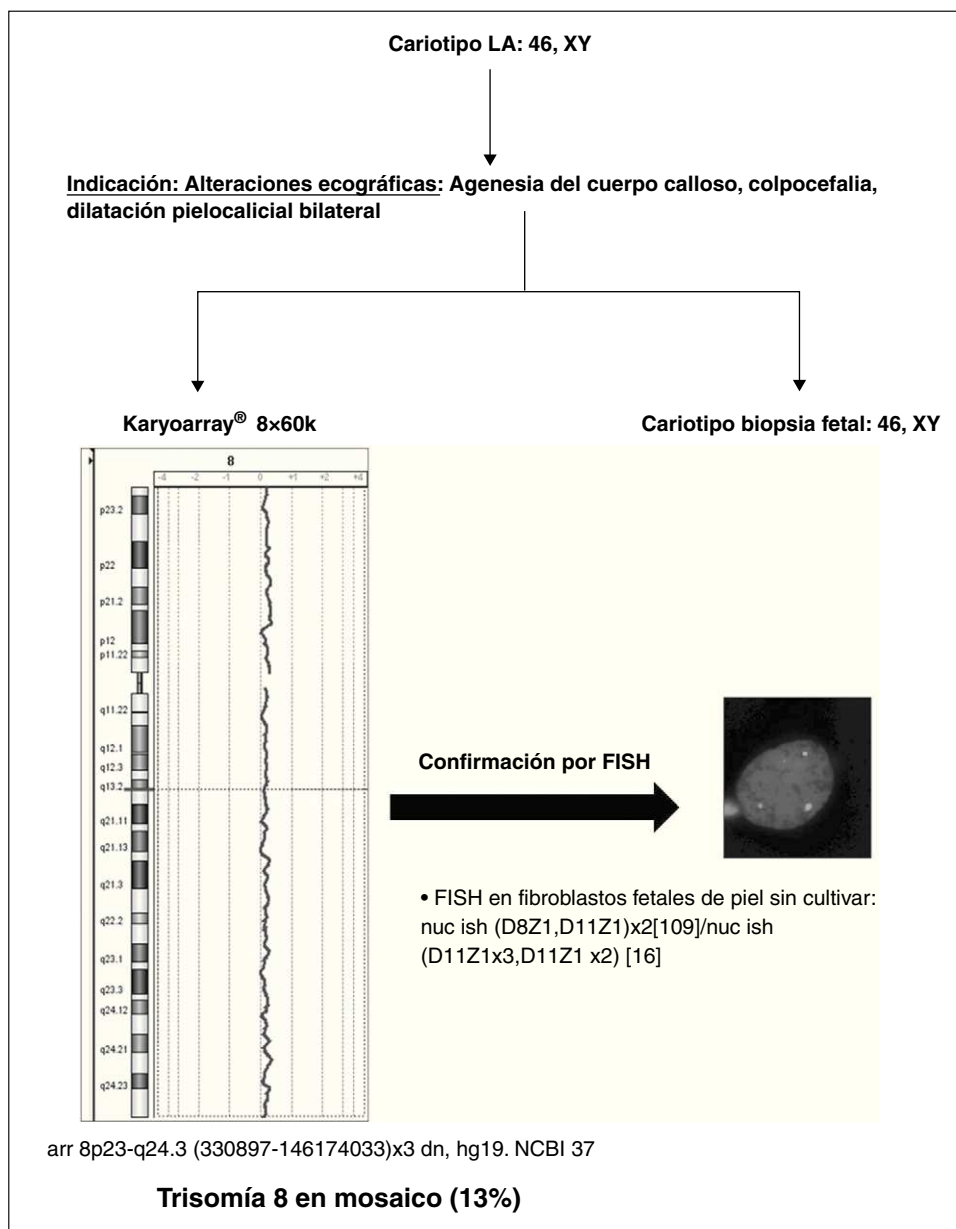 Cariotipo LA: 46, XY
Indicación: Alteraciones ecográficas: Agenesia del cuerpo calloso, colpocefalia,
dilatación pielocalicial bilateral
Karyoarray® 8×60k
Cariotipo biopsia fetal: 46, XY
8
-4 -2 -1 0 +1 +2 +4
p23.2
p22
p21.2
p12
p11.22
q11.22
q12.1
q12.3
q13.2
q21.11
q21.13
q21.3
q22.2
q23.1
q23.3
q24.12
q24.21
q24.23
Confirmación por FISH
• FISH en fibroblastos fetales de piel sin cultivar:
nuc ish (D8Z1,D11Z1)x2[109]/nuc ish
(D11Z1x3,D11Z1 x2) [16]
arr 8p23-q24.3 (330897-146174033)x3 dn, hg19. NCBI 37
Trisomía 8 en mosaico (13%)